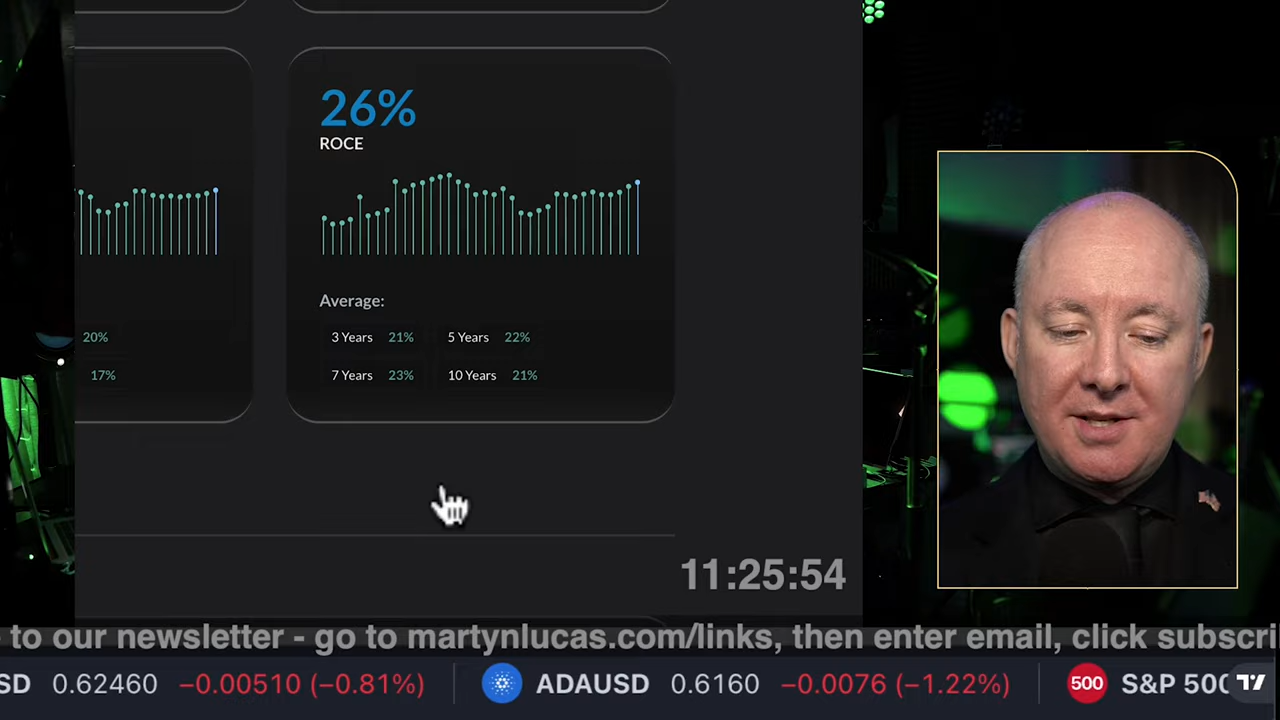 26%
ROCE
Average:
3 Years 21% 5 Years 22%
20%
7 Years 23% 10 Years 21%
17%
11:25:54
to our newsletter - go to martynlucas.com/links, then enter email, click subscri
SD 0.62460 −0.00510 (−0.81%) ADAUSD 0.6160 −0.0076 (−1.22%) 500 S&P 500